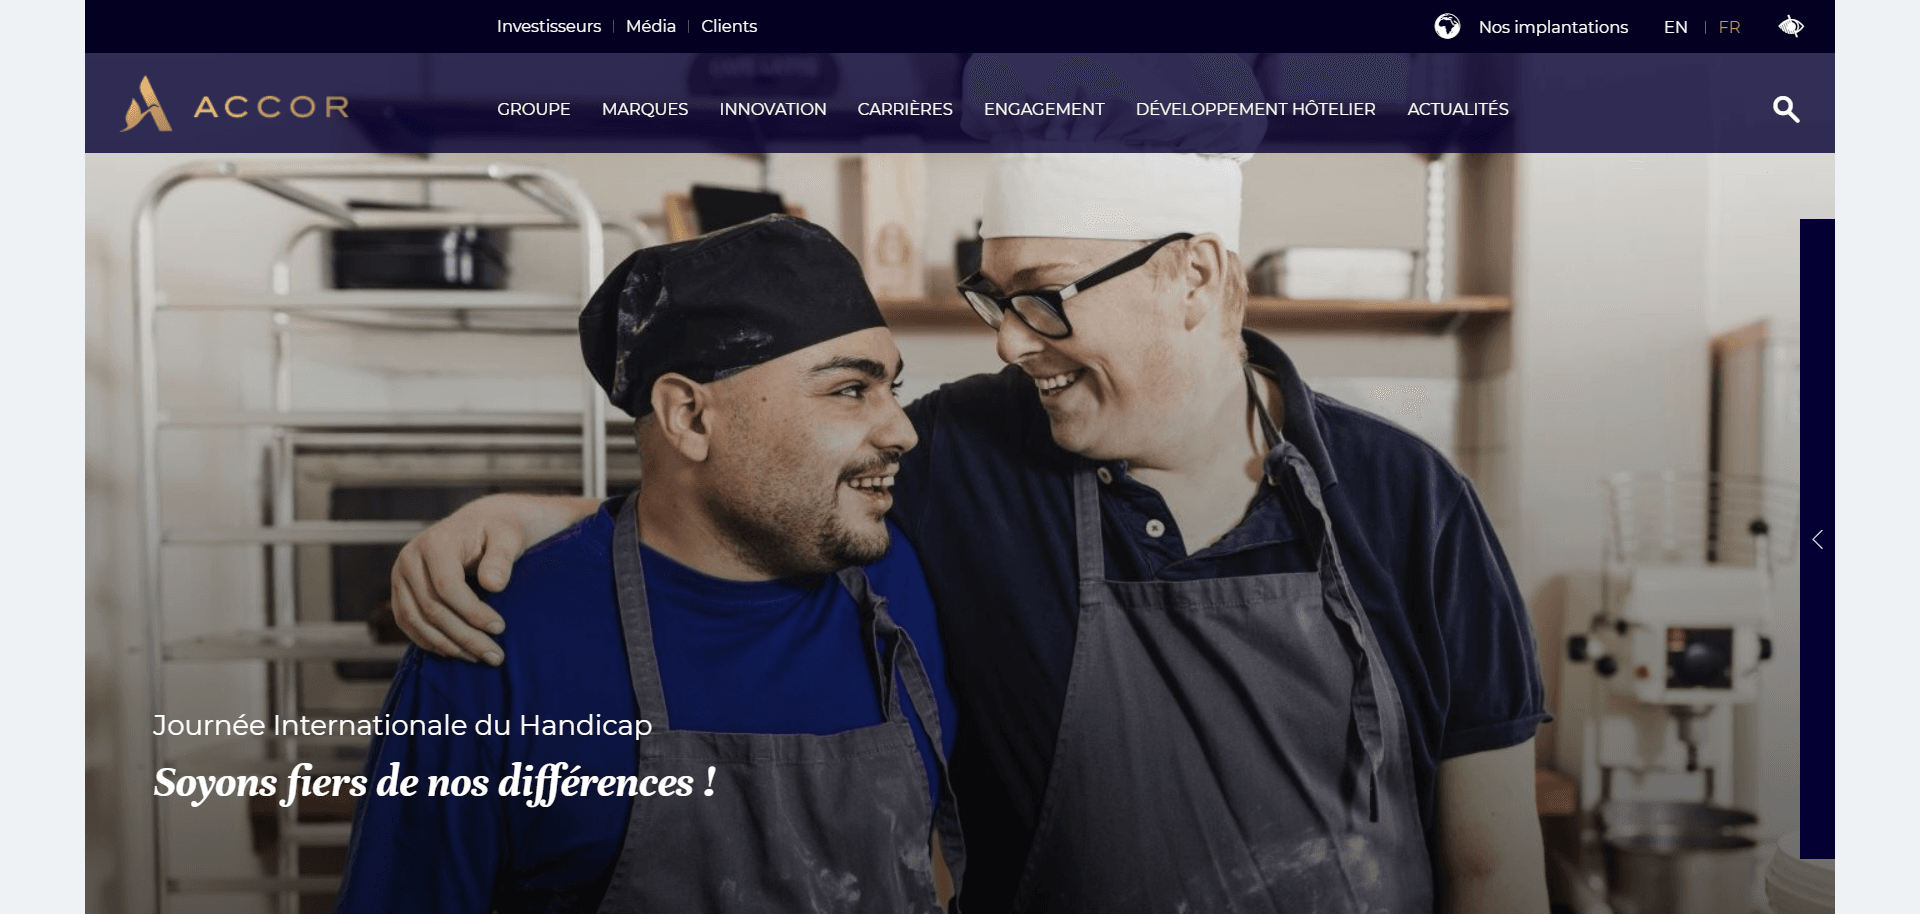 Investisseurs | Média | Clients
Nos implantations EN | FR
ACCOR
GROUPE MARQUES INNOVATION CARRIÈRES ENGAGEMENT DÉVELOPPEMENT HÔTELIER ACTUALITÉS
Journée Internationale du Handicap
Soyons fiers de nos différences !